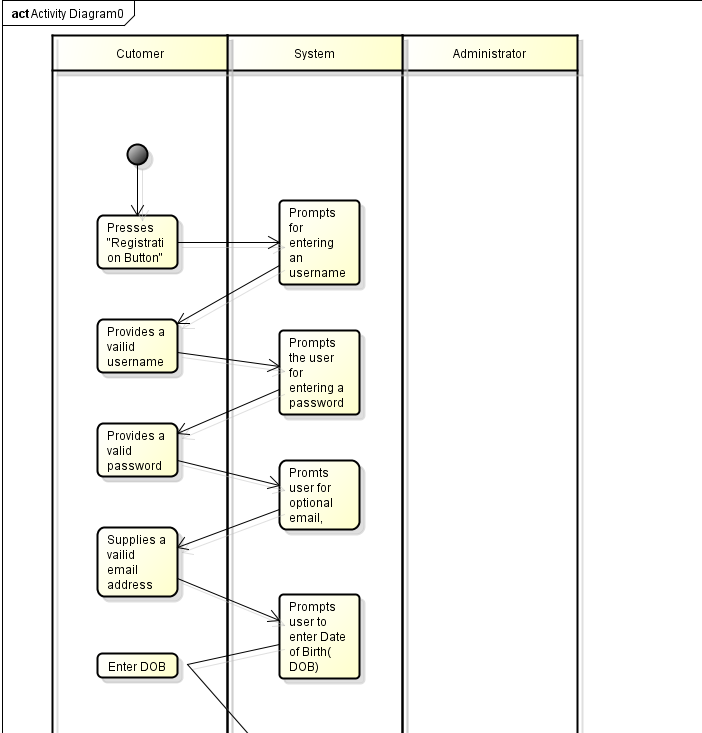 act Activity Diagram0
Cutomer
System
Administrator
Presses
"Registrati
on Button"
Prompts
for
entering
an
username
Provides a
vailid
username
Prompts
the user
for
entering a
password
Provides a
valid
password
Promts
user for
optional
email,
Supplies a
vailid
email
address
Prompts
user to
enter Date
of Birth(
DOB)
Enter DOB